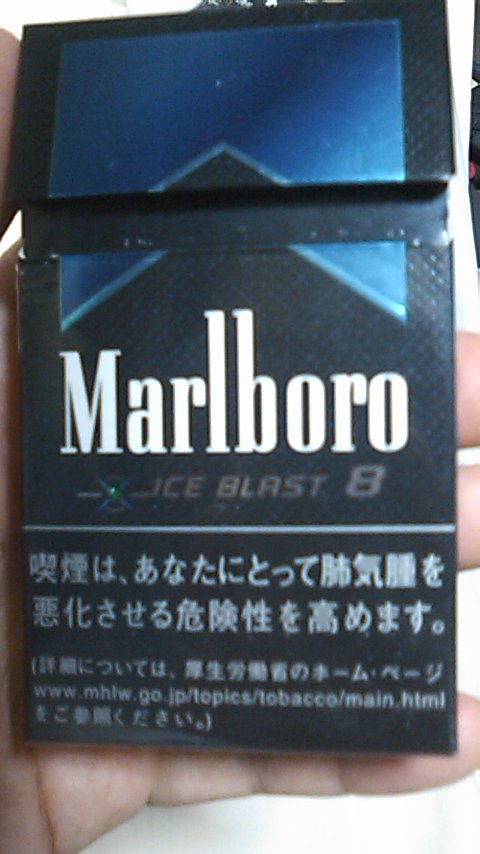 Marlboro
ICE BLAST 8
喫煙は、あなたにとって肺気腫を
悪化させる危険性を高めます。
(詳細については、厚生労働省のホーム・ページ
www.mhlw.go.jp/topics/tobacco/main.html
をご参照ください。)